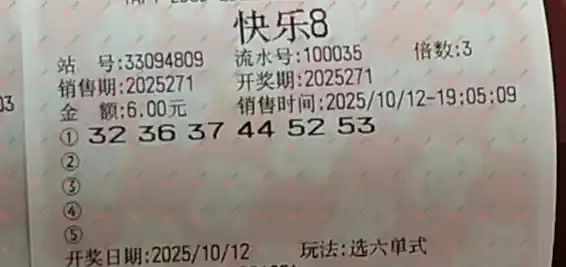 快乐8
站 号:33094809 流水号:100035 倍数:3
销售期:2025271 开奖期:2025271
金 额:6.00元 销售时间:2025/10/12-19:05:09
① 32 36 37 44 52 53
②
③
④
⑤
开奖日期:2025/10/12 玩法:选六单式